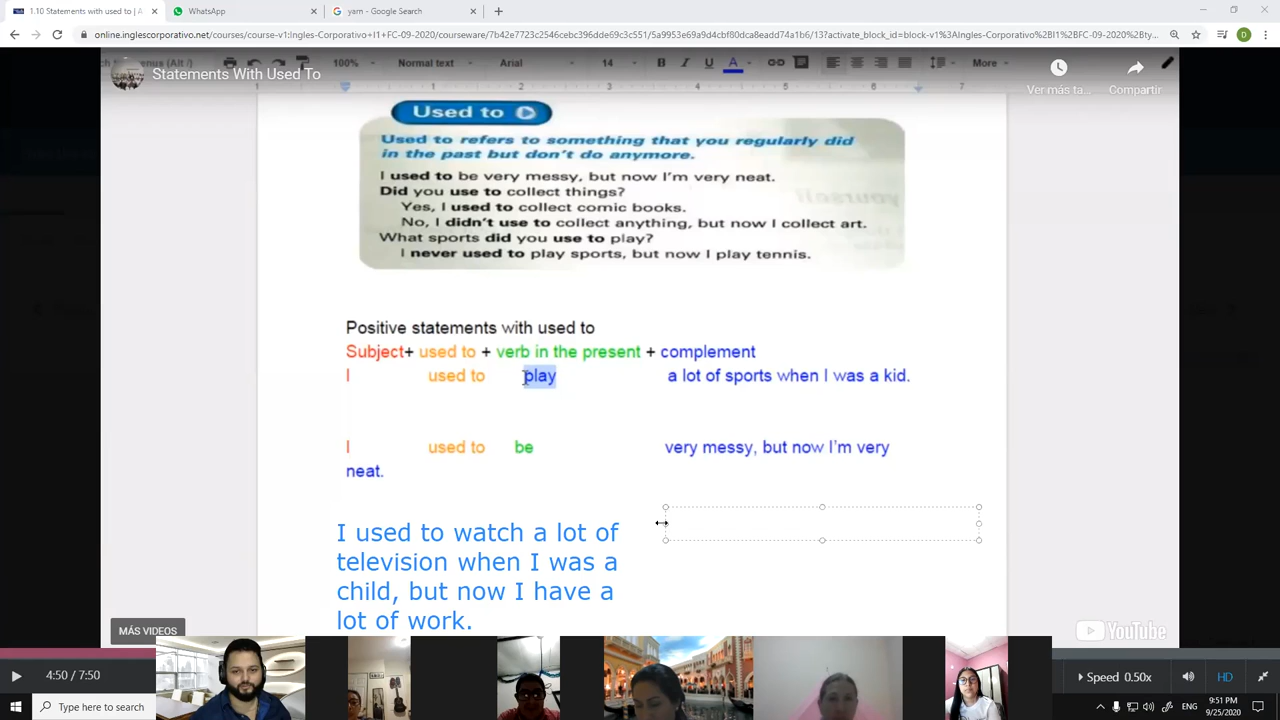 1.10 Statements with used to | A
WhatsApp
yarn - Google Search
online.inglescorporativo.net/courses/course-v1:Ingles-Corporativo+I1+FC-09-2020/courseware/7b42e7723c2546cebc396dde69c3c551/5a9953e69a9d4cbf80dca8eadd74a1b6/13?activate_block_id=block-v1%3AIngles-Corporativo%2BI1%2BFC-09-2020%2Bty...
Statements With Used To
100% Normal text Arial 14 B I U A More
Ver más ta...
Compartir
1 1 2 3 4 5 6 7
Used to
Used to refers to something that you regularly did
in the past but don't do anymore.
I used to be very messy, but now I'm very neat.
Did you use to collect things?
Yes, I used to collect comic books.
No, I didn't use to collect anything, but now I collect art.
What sports did you use to play?
I never used to play sports, but now I play tennis.
Positive statements with used to
Subject+ used to + verb in the present + complement
I used to play a lot of sports when I was a kid.
I used to be very messy, but now I'm very
neat.
I used to watch a lot of
television when I was a
child, but now I have a
lot of work.
MÁS VIDEOS
YouTube
4:50 / 7:50
Speed 0.50x
HD
Type here to search
ENG
9:51 PM
9/25/2020